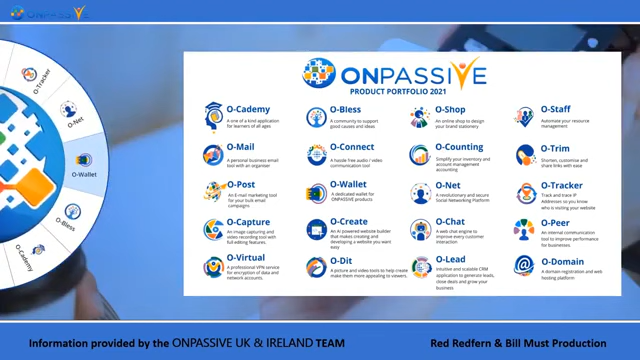 ONPASSIVE
O-Tracker
O-Net
O-Wallet
O-Bless
O-Cademy
ONPASSIVE
PRODUCT PORTFOLIO 2021
O-Cademy
A one of a kind application
for learners of all ages
O-Bless
A community to support
good causes and ideas
O-Shop
An online shop to design
your brand stationery
O-Staff
Automate your resource
management
O-Mail
A personal business email
tool with an organiser
O-Connect
A hassle free audio / video
communication tool
O-Counting
Simplify your inventory and
account management
accounting
O-Trim
Shorten, customise and
share links with ease
O-Post
An E-mail marketing tool
for your bulk email
campaigns
O-Wallet
A dedicated wallet for
ONPASSIVE products
O-Net
A revolutionary and secure
Social Networking Platform
O-Tracker
Track and trace IP
Addresses so you know
who is visiting your website
O-Capture
An image capturing and
video recording tool with
full editing features.
O-Create
An AI powered website builder
that makes creating and
developing a website you want
easy
O-Chat
A web chat engine to
improve every customer
interaction
O-Peer
An internal communication
tool to improve performance
for businesses.
O-Virtual
A professional VPN service
for encryption of data and
network accounts.
O-Dit
A picture and video tools to help create
make them more appealing to viewers.
O-Lead
Intuitive and scalable CRM
application to generate leads,
close deals and grow your
business
O-Domain
A domain registration and web
hosting platform
Information provided by the ONPASSIVE UK & IRELAND TEAM
Red Redfern & Bill Must Production